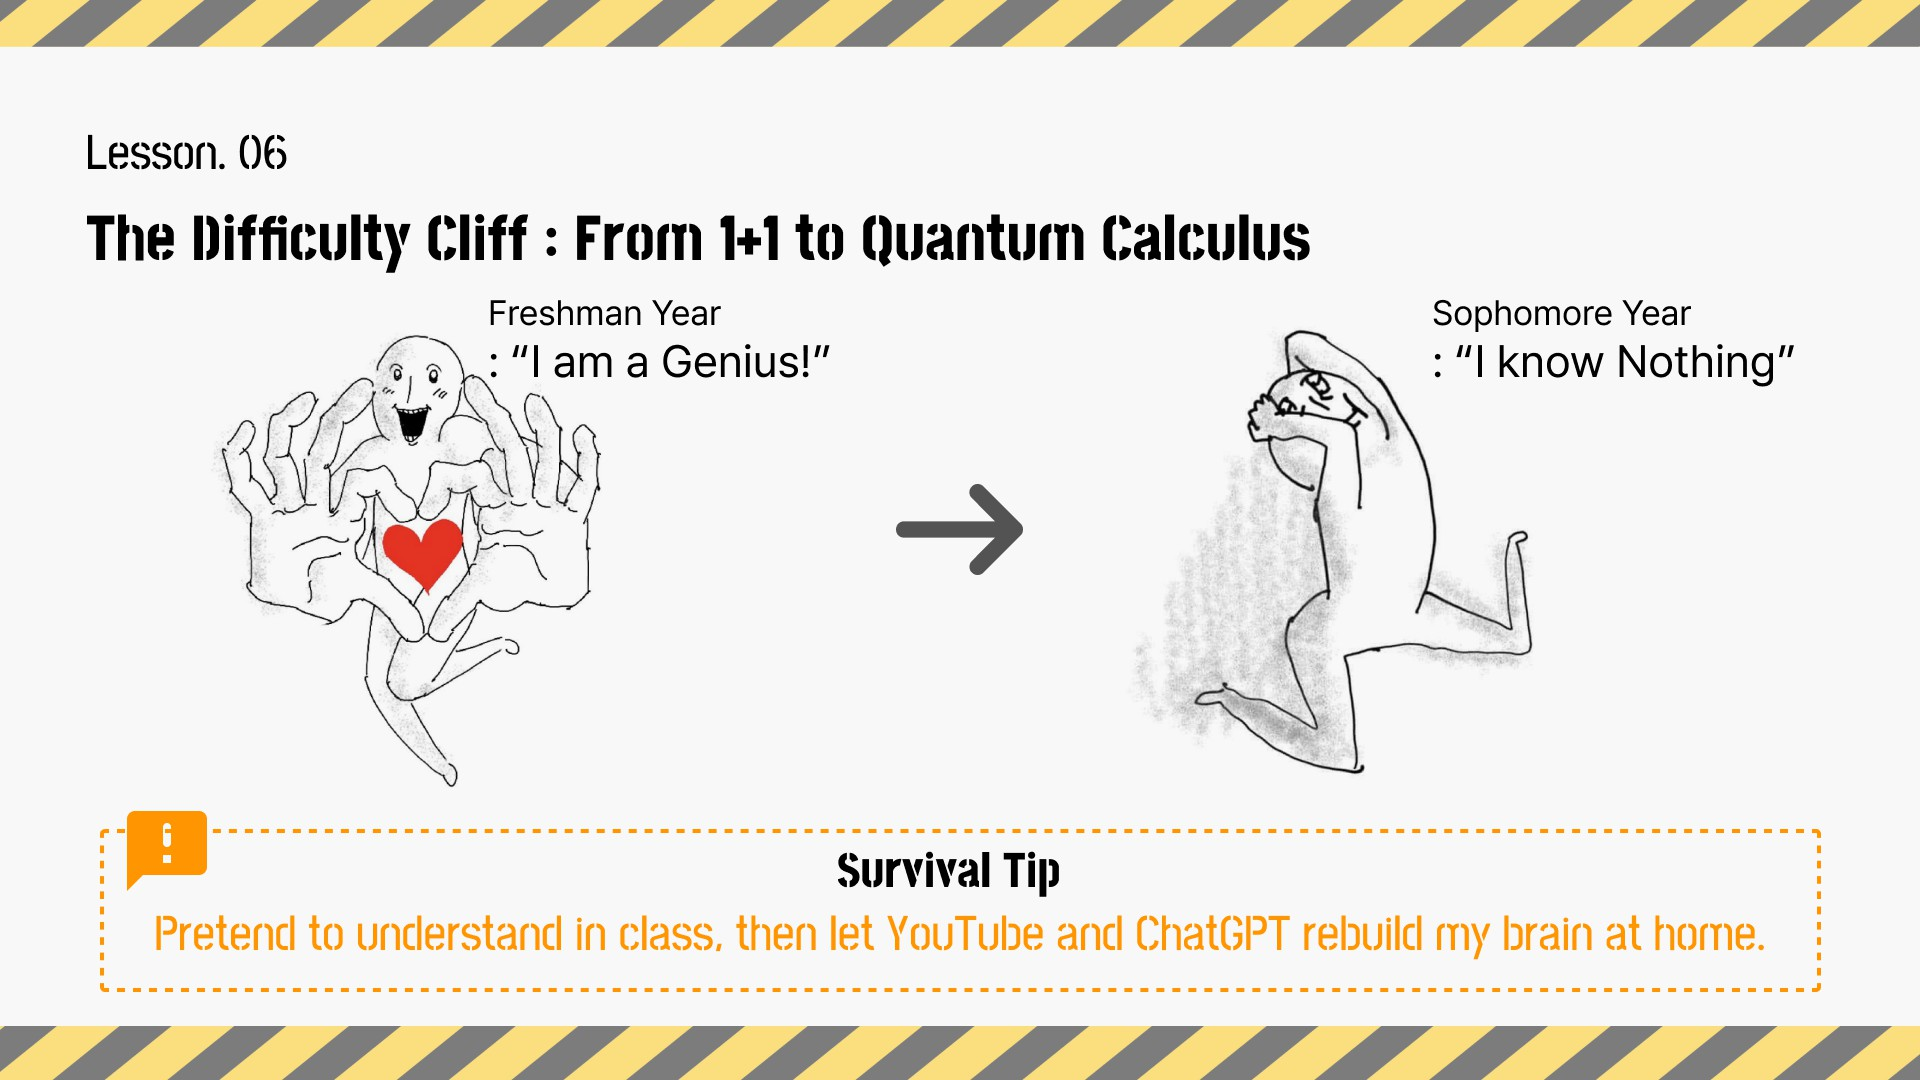 Lesson. 06
The Difficulty Cliff : From 1+1 to Quantum Calculus
Freshman Year
: “I am a Genius!”
Sophomore Year
: “I know Nothing”
Survival Tip
Pretend to understand in class, then let YouTube and ChatGPT rebuild my brain at home.